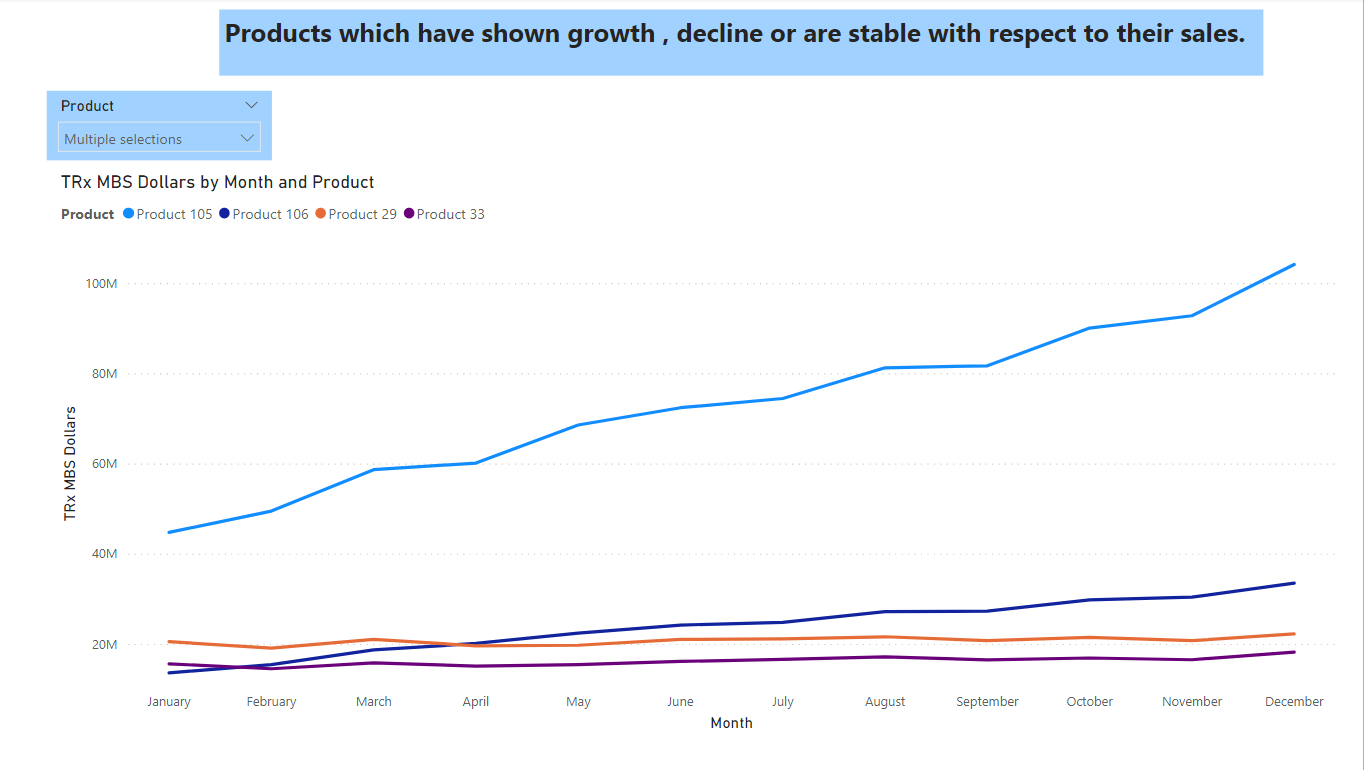 Products which have shown growth , decline or are stable with respect to their sales.
Product
Multiple selections
TRx MBS Dollars by Month and Product
Product Product 105 Product 106 Product 29 Product 33
100M
80M
60M
40M
20M
TRx MBS Dollars
January February March April May June July August September October November December
Month